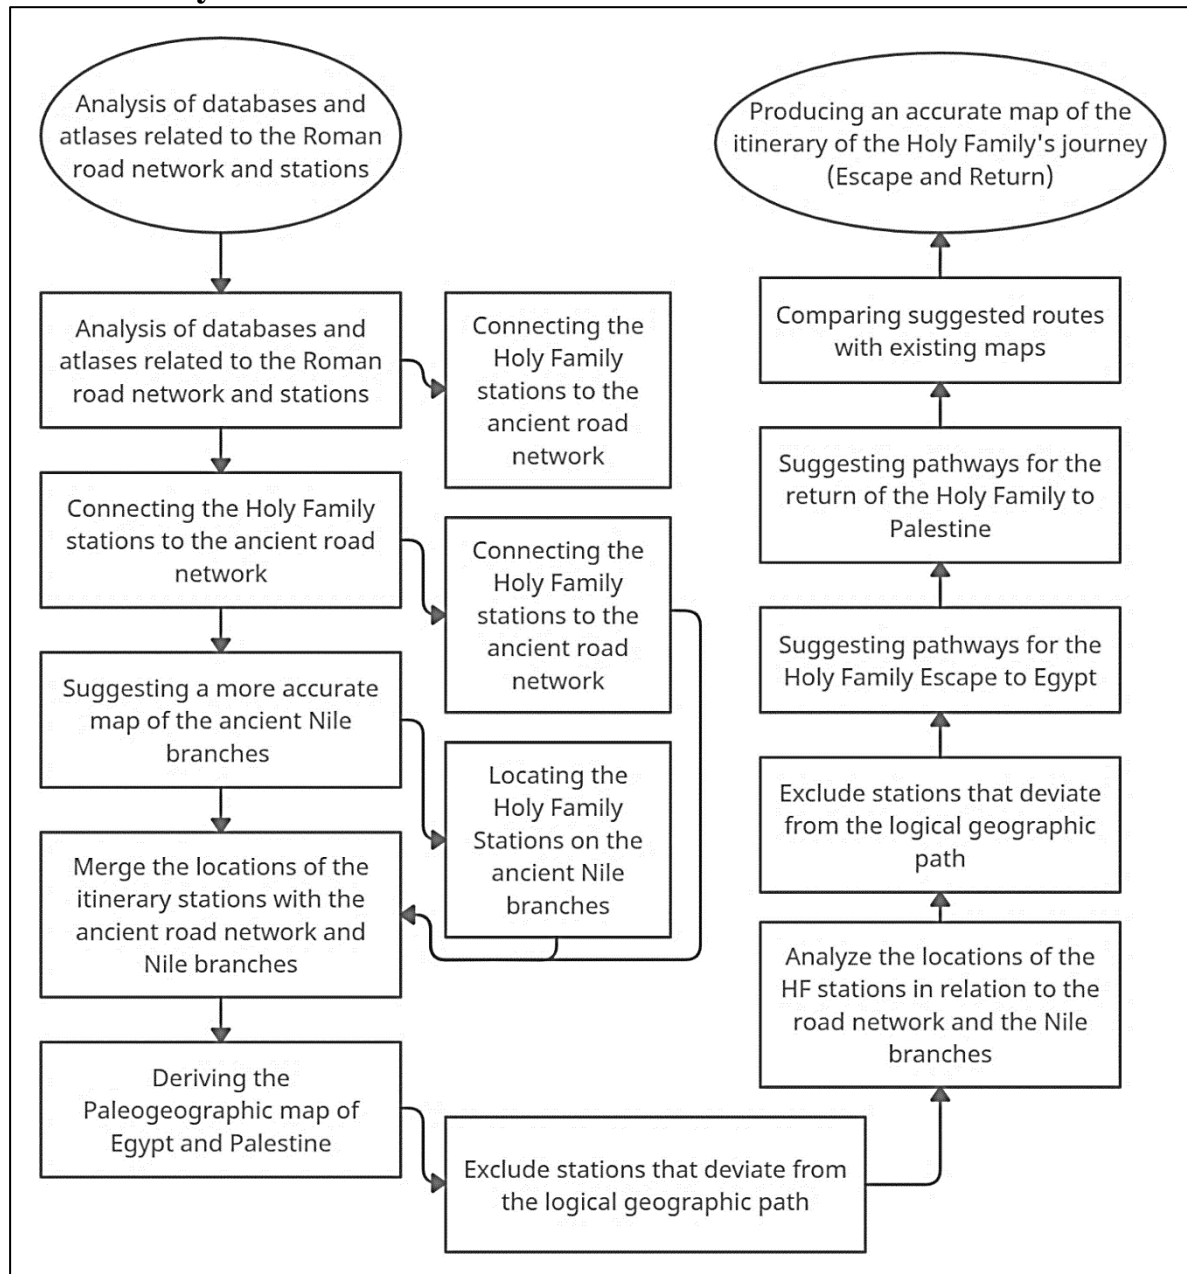 Analysis of databases and
atlases related to the Roman
road network and stations
Analysis of databases and
atlases related to the Roman
road network and stations
Connecting the
Holy Family
stations to the
ancient road
network
Connecting the Holy Family
stations to the ancient road
network
Connecting the
Holy Family
stations to the
ancient road
network
Suggesting a more accurate
map of the ancient Nile
branches
Locating the
Holy Family
Stations on the
ancient Nile
branches
Merge the locations of the
itinerary stations with the
ancient road network and
Nile branches
Deriving the
Paleogeographic map of
Egypt and Palestine
Exclude stations that deviate from
the logical geographic path
Analyze the locations of the
HF stations in relation to the
road network and the Nile
branches
Exclude stations that deviate
from the logical geographic
path
Suggesting pathways for the
Holy Family Escape to Egypt
Suggesting pathways for the
return of the Holy Family to
Palestine
Comparing suggested routes
with existing maps
Producing an accurate map of the
itinerary of the Holy Family's journey
(Escape and Return)